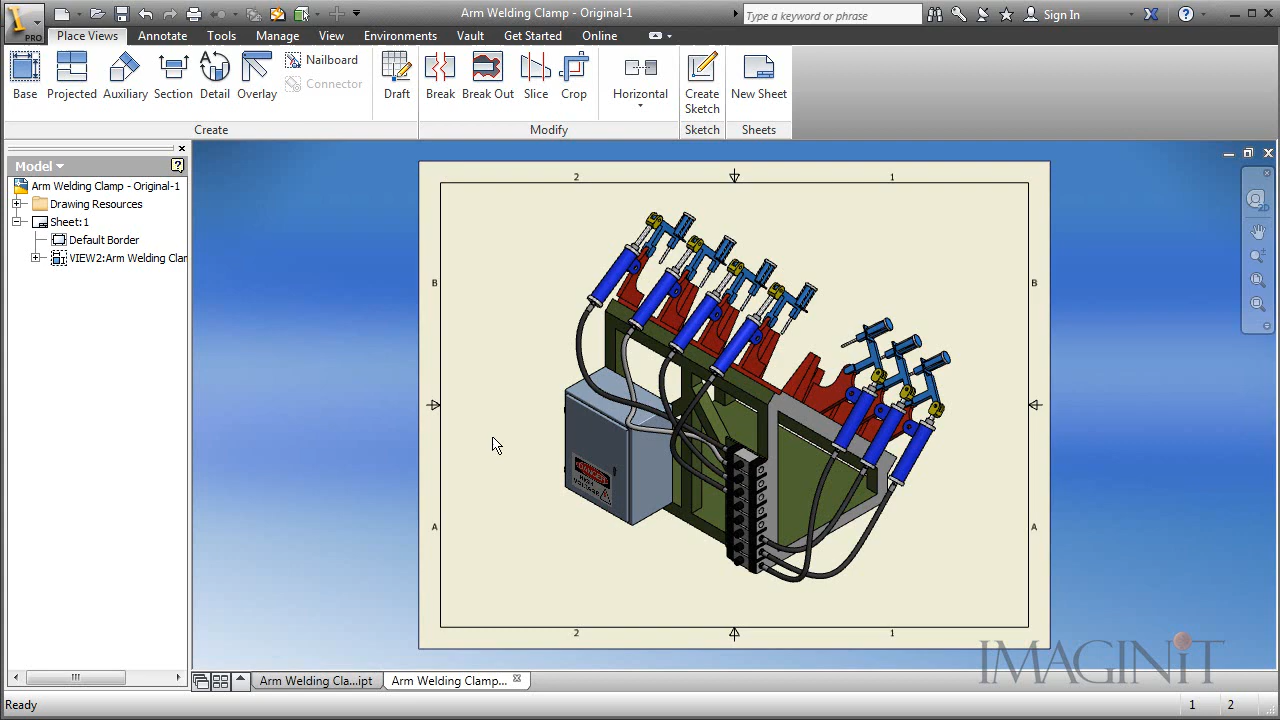 Arm Welding Clamp - Original-1
Type a keyword or phrase
Sign In
PRO
Place Views Annotate Tools Manage View Environments Vault Get Started Online
Base Projected Auxiliary Section Detail Overlay
Nailboard
Connector
Draft
Break Break Out Slice Crop
Horizontal
Create Sketch
New Sheet
Create
Modify
Sketch
Sheets
Model
Arm Welding Clamp - Original-1
Drawing Resources
Sheet:1
Default Border
VIEW2:Arm Welding Clar
2 1
B B
A A
2 1
DANGER
HIGH
VOLTAGE
2D
IMAGINiT
Arm Welding Cla...ipt
Arm Welding Clamp...
Ready
1 2